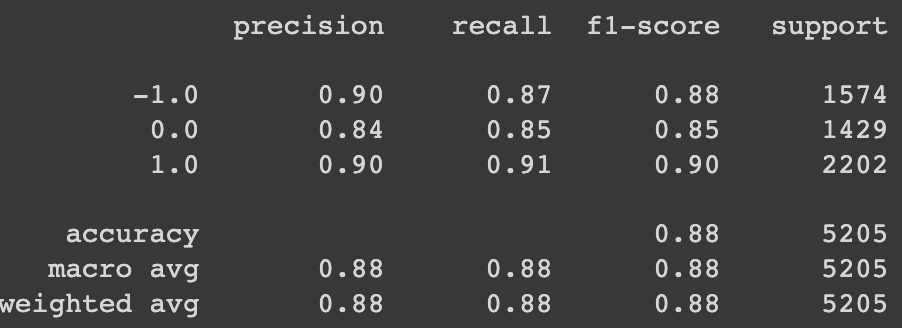 precision recall f1-score support
-1.0 0.90 0.87 0.88 1574
0.0 0.84 0.85 0.85 1429
1.0 0.90 0.91 0.90 2202
accuracy 0.88 5205
macro avg 0.88 0.88 0.88 5205
weighted avg 0.88 0.88 0.88 5205